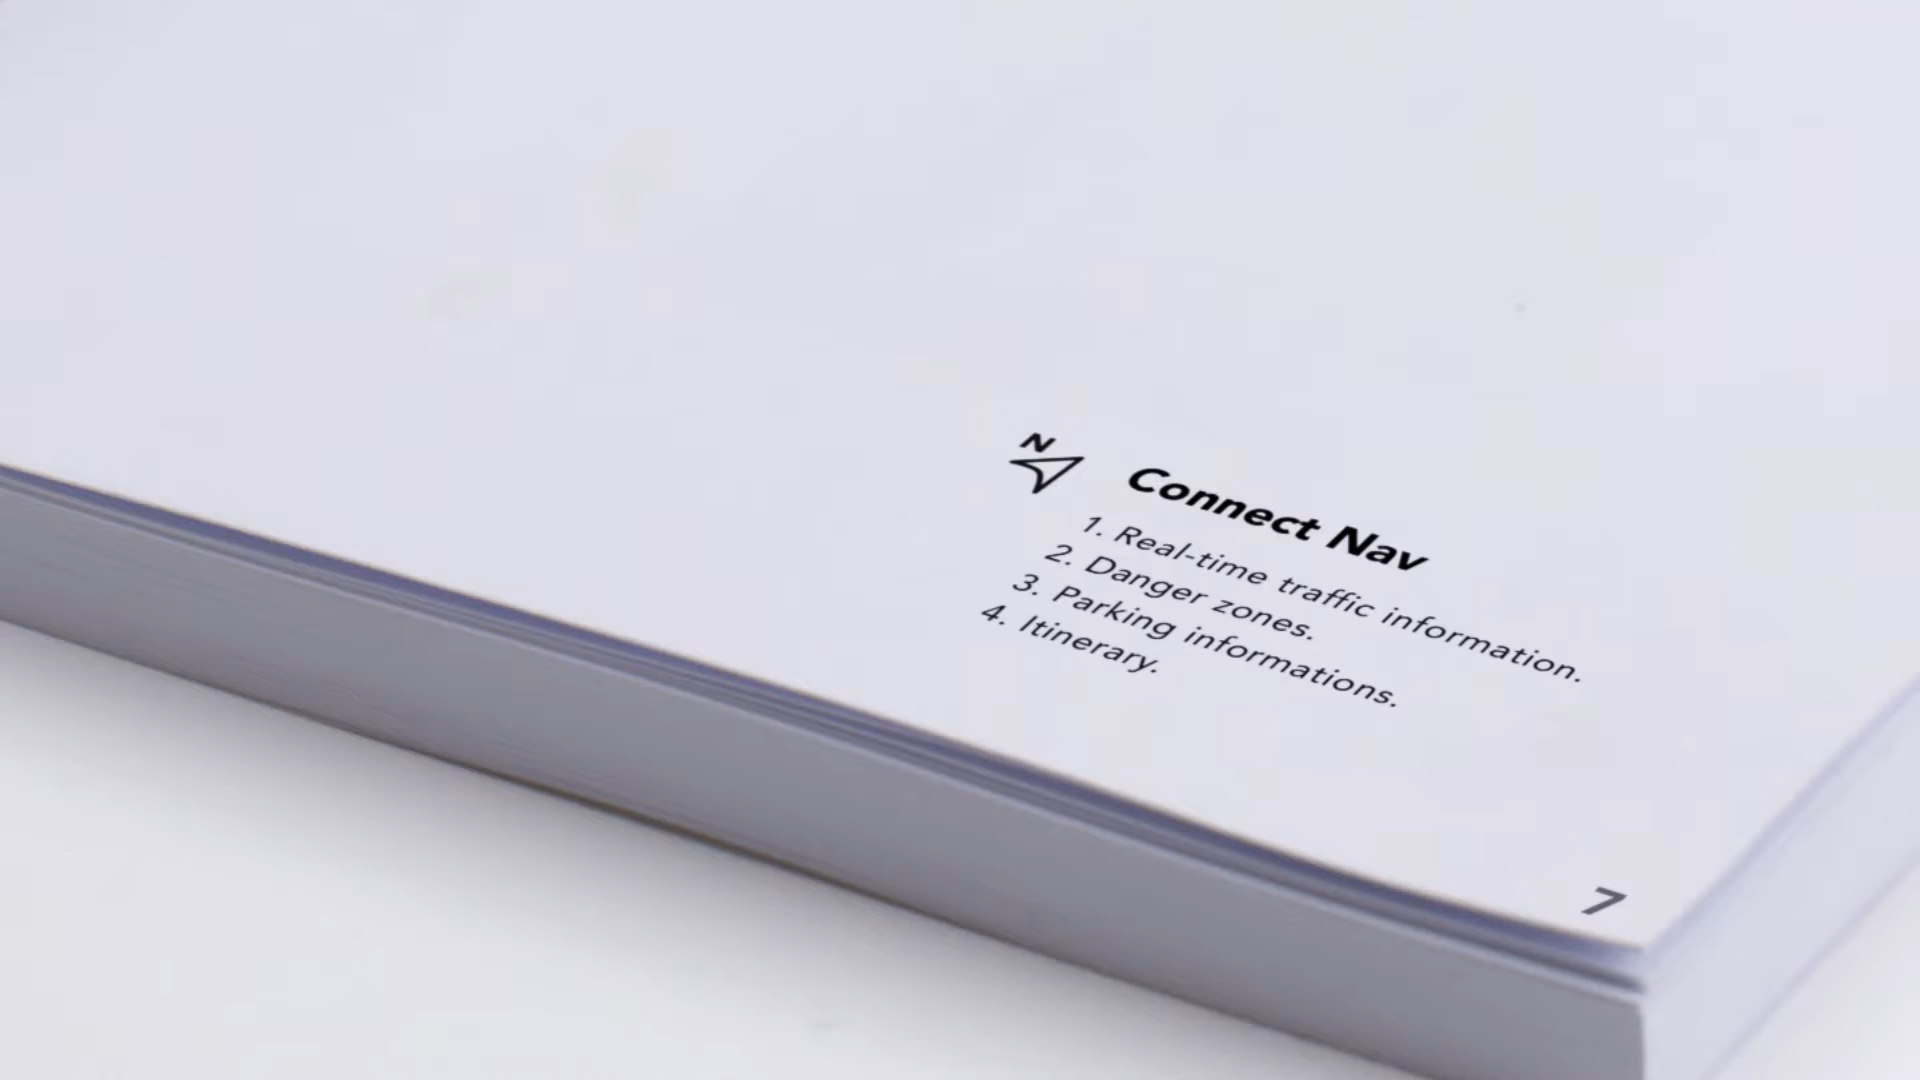 N
Connect Nav
1. Real-time traffic information.
2. Danger zones.
3. Parking informations.
4. Itinerary.
7